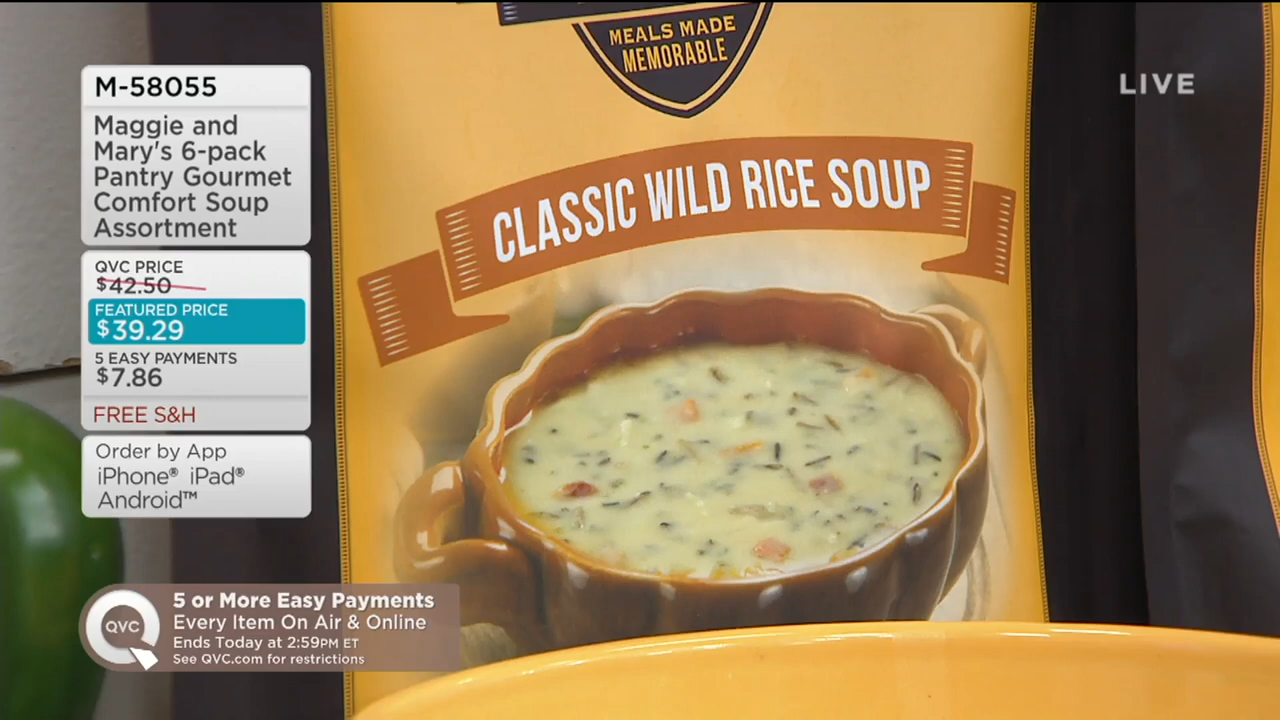 MEALS MADE
MEMORABLE
LIVE
M-58055
Maggie and
Mary's 6-pack
Pantry Gourmet
Comfort Soup
Assortment
QVC PRICE
$42.50
FEATURED PRICE
$39.29
5 EASY PAYMENTS
$7.86
FREE S&H
Order by App
iPhone® iPad®
Android™
CLASSIC WILD RICE SOUP
QVC
5 or More Easy Payments
Every Item On Air & Online
Ends Today at 2:59PM ET
See QVC.com for restrictions